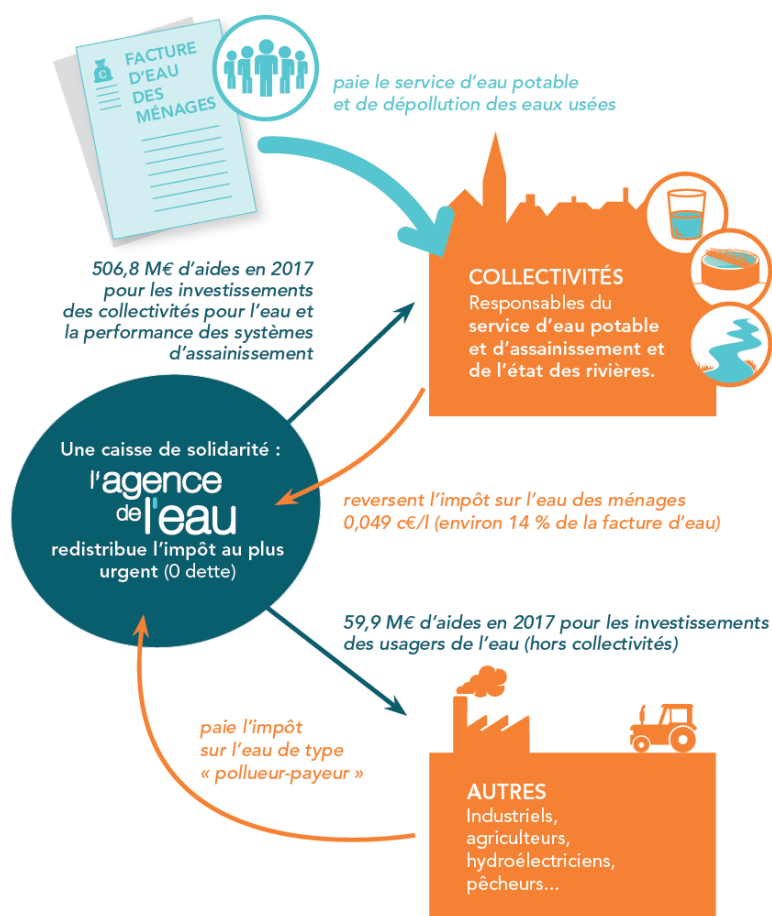 FACTURE
D'EAU
DES
MÉNAGES
paie le service d'eau potable
et de dépollution des eaux usées
506,8 M€ d'aides en 2017
pour les investissements
des collectivités pour l'eau et
la performance des systèmes
d'assainissement
COLLECTIVITÉS
Responsables du
service d'eau potable
et d'assainissement et
de l'état des rivières.
Une caisse de solidarité :
l'agence
de l'eau
redistribue l'impôt au plus
urgent (0 dette)
reversent l'impôt sur l'eau des ménages
0,049 c€/l (environ 14 % de la facture d'eau)
59,9 M€ d'aides en 2017 pour les investissements
des usagers de l'eau (hors collectivités)
paie l'impôt
sur l'eau de type
« pollueur-payeur »
AUTRES
Industriels,
agriculteurs,
hydroélectriciens,
pêcheurs...